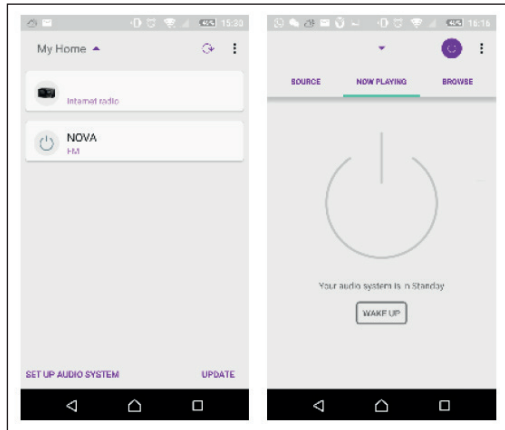 15:30
My Home
Internet radio
NOVA
FM
SET UP AUDIO SYSTEM
UPDATE
16:16
SOURCE
NOW PLAYING
BROWSE
Your audio system is in Standby
WAKE UP